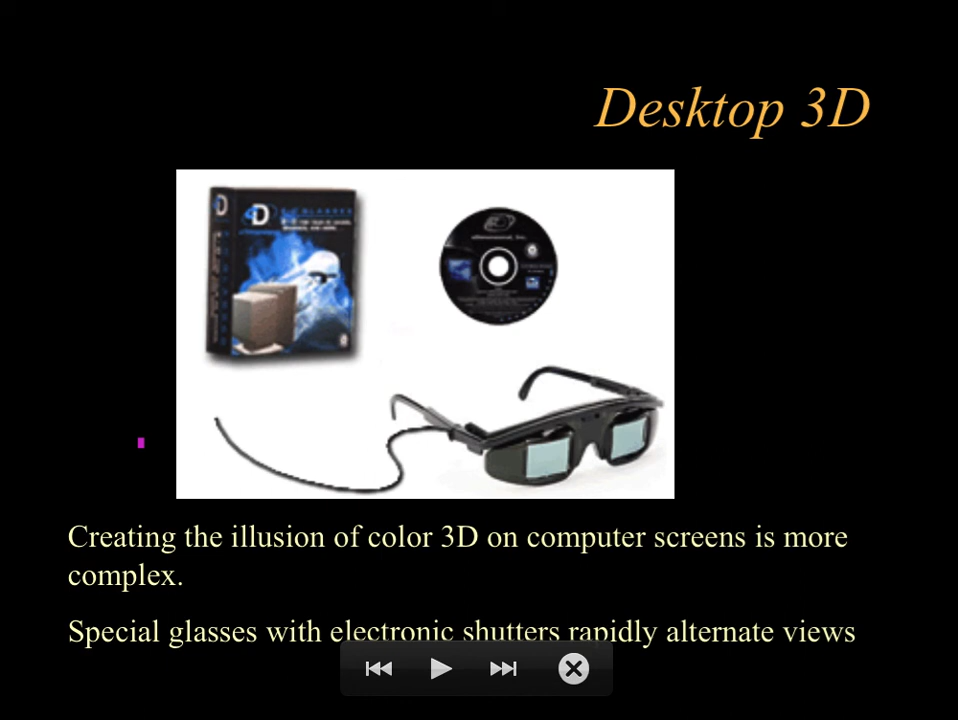 Desktop 3D
Creating the illusion of color 3D on computer screens is more
complex.
Special glasses with electronic shutters rapidly alternate views